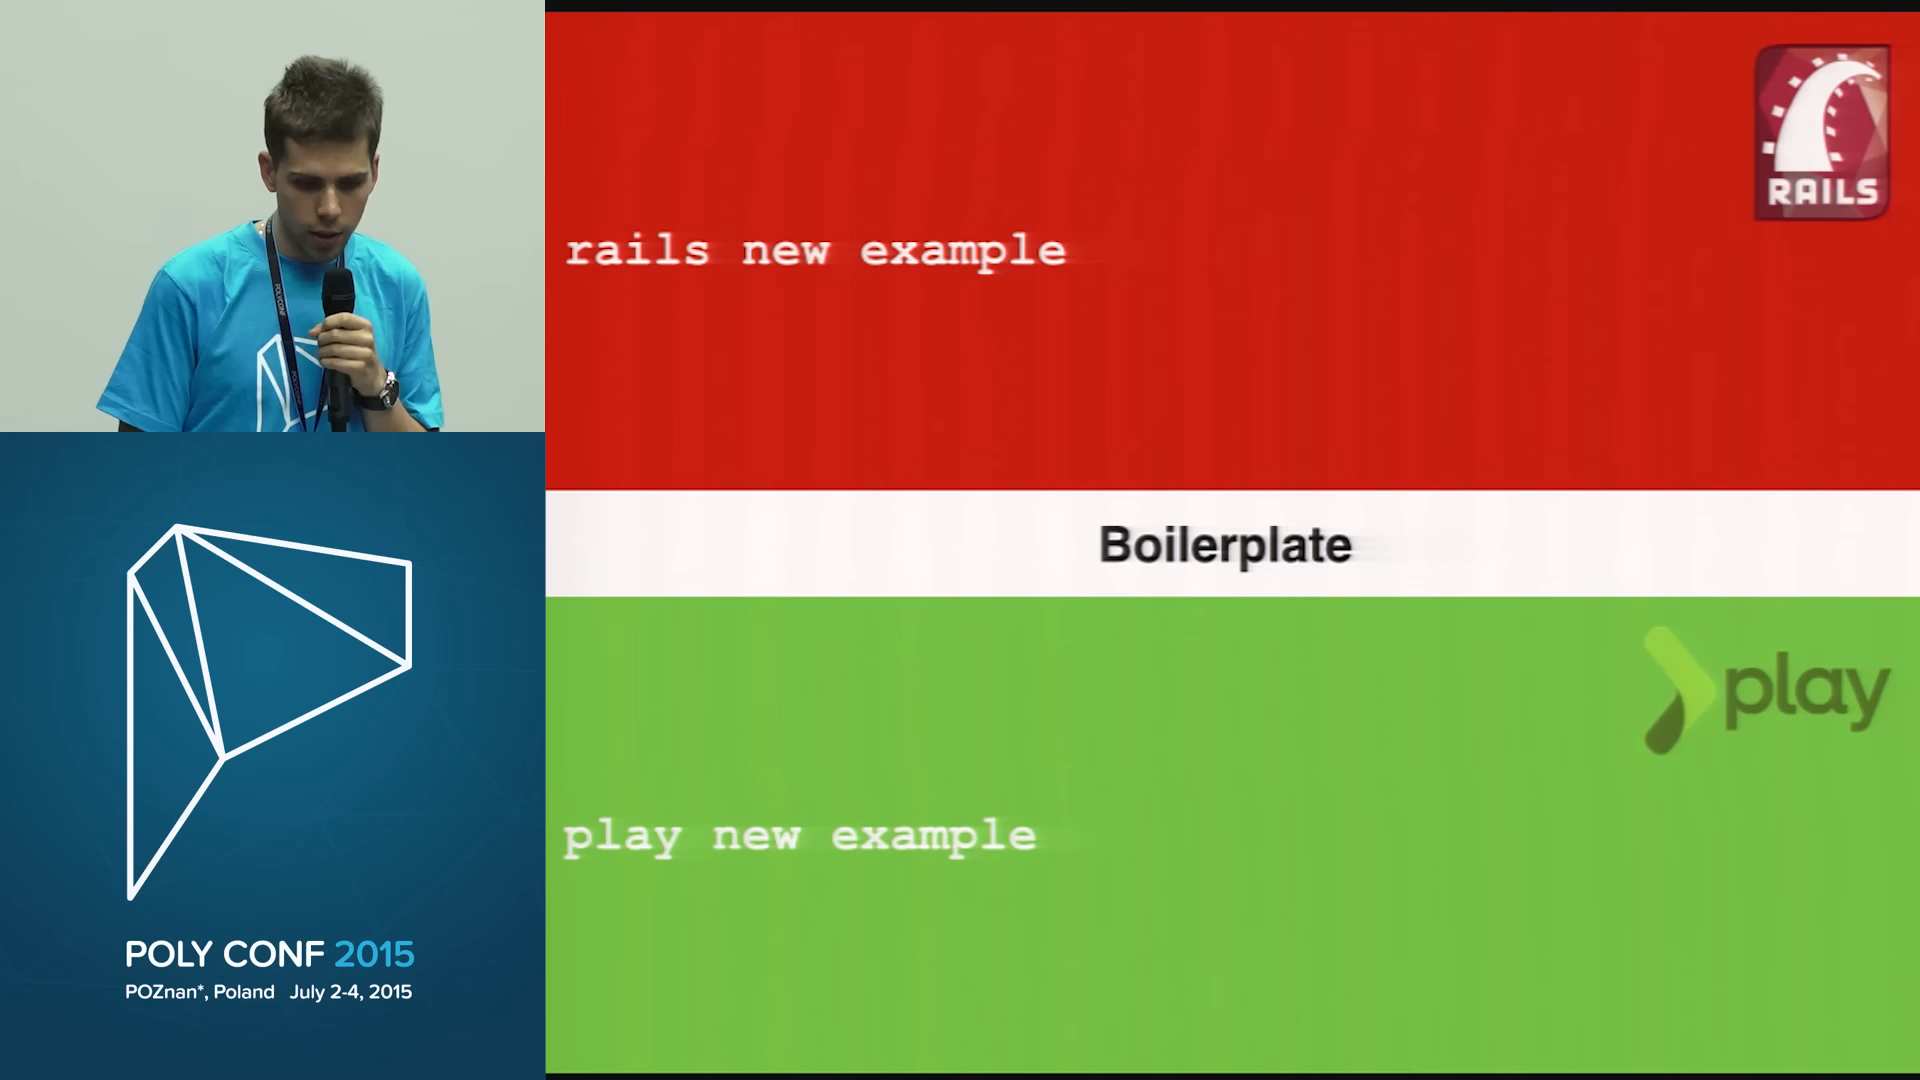 RAILS
rails new example
Boilerplate
play
play new example
POLY CONF 2015
POZnan*, Poland July 2-4, 2015